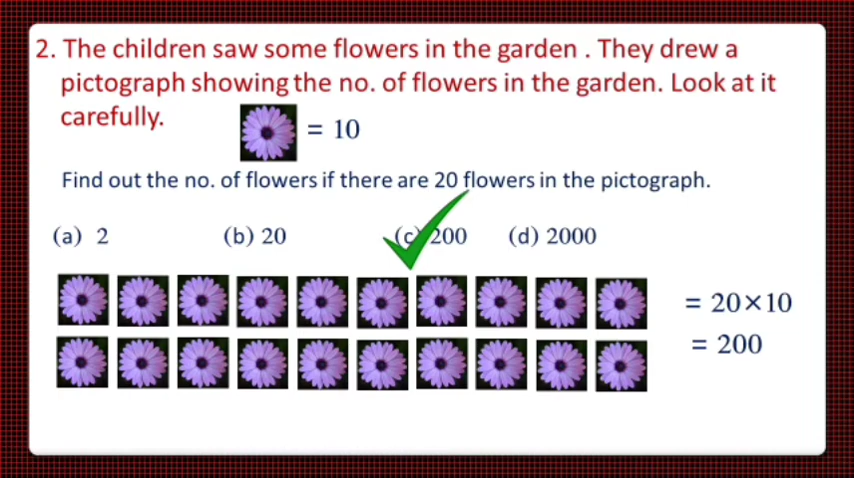 2. The children saw some flowers in the garden . They drew a
pictograph showing the no. of flowers in the garden. Look at it
carefully.
= 10
Find out the no. of flowers if there are 20 flowers in the pictograph.
(a) 2 (b) 20 (c) 200 (d) 2000
= 20×10
= 200